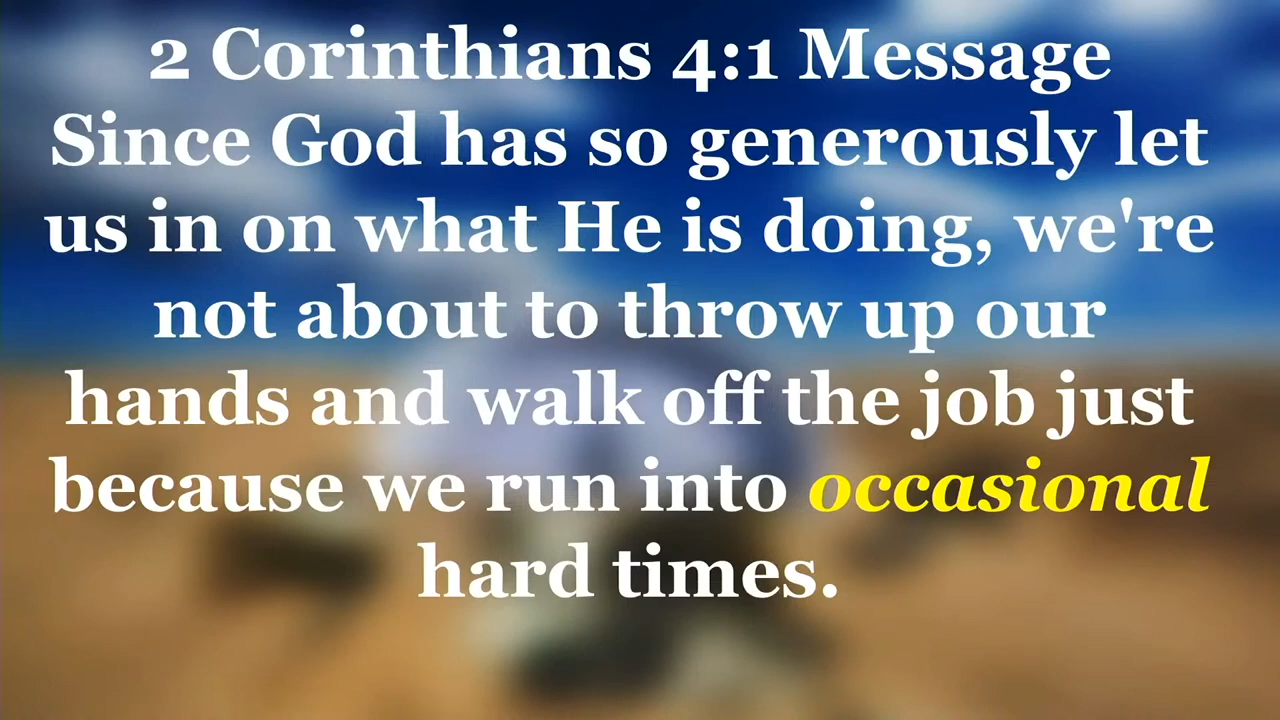 2 Corinthians 4:1 Message
Since God has so generously let
us in on what He is doing, we're
not about to throw up our
hands and walk off the job just
because we run into occasional
hard times.